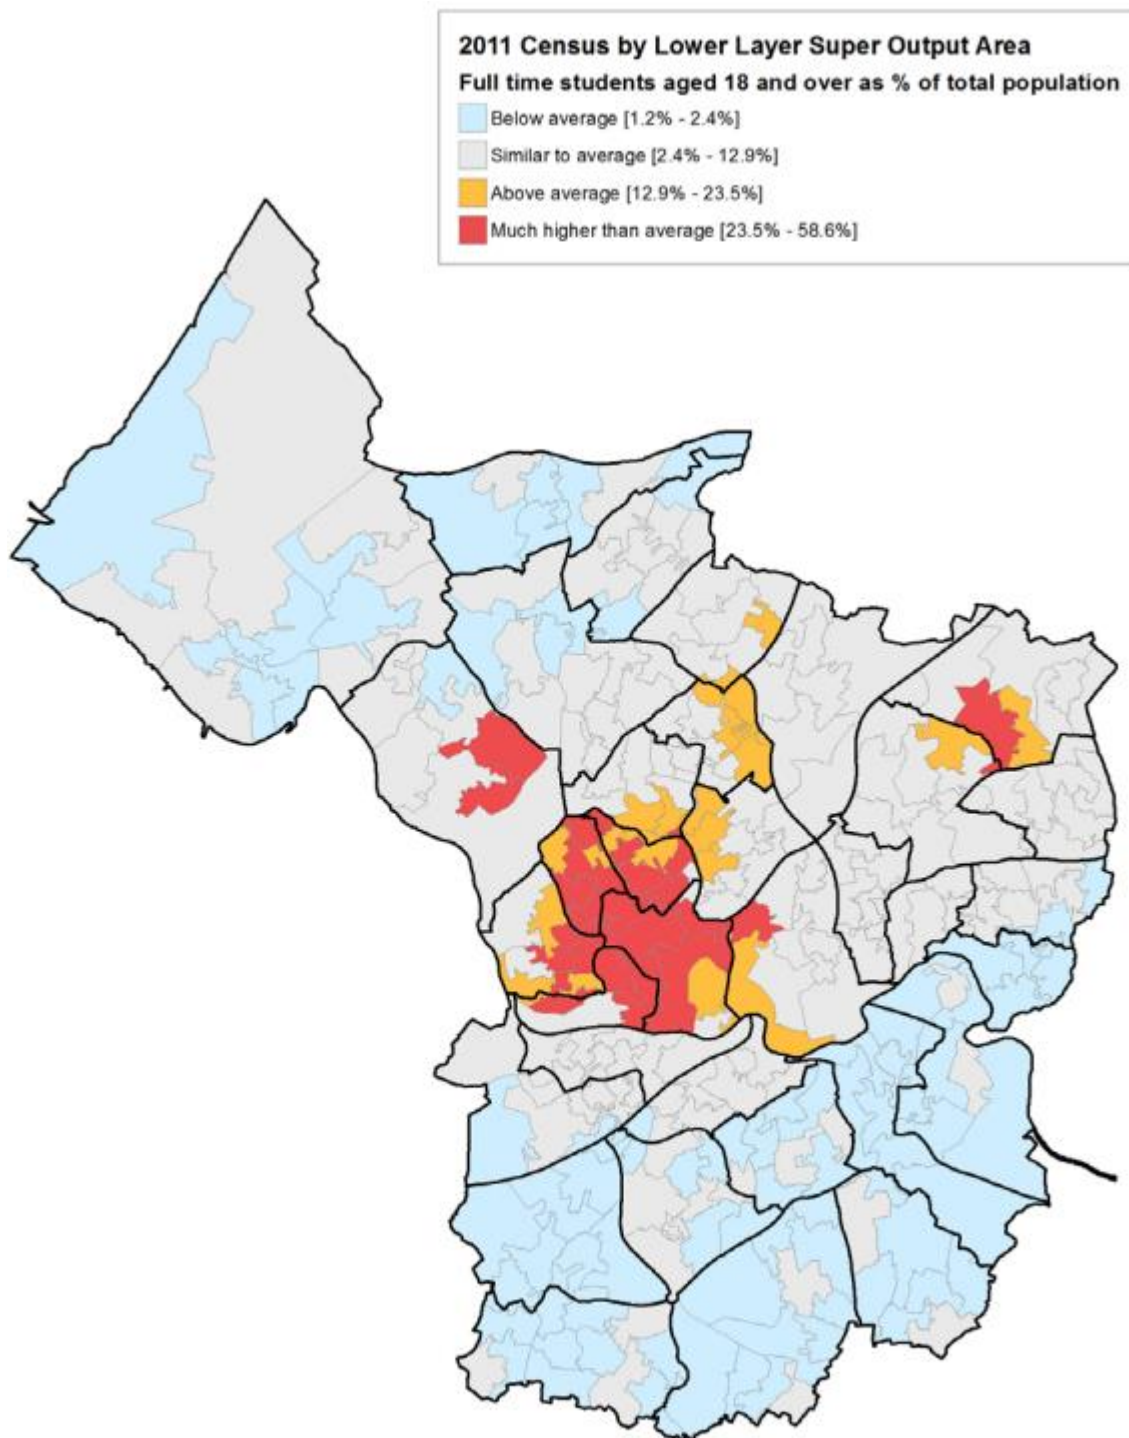 2011 Census by Lower Layer Super Output Area
Full time students aged 18 and over as % of total population
Below average [1.2% - 2.4%]
Similar to average [2.4% - 12.9%]
Above average [12.9% - 23.5%]
Much higher than average [23.5% - 58.6%]